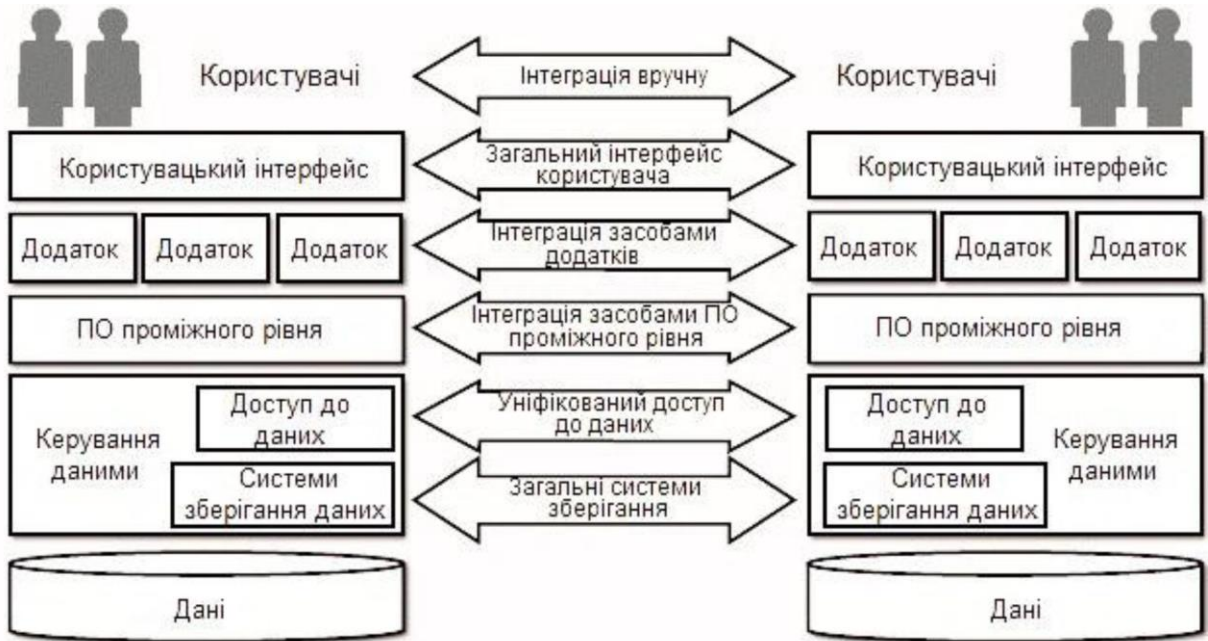 Користувачі
Інтеграція вручну
Користувачі
Користувацький інтерфейс
Загальний інтерфейс
користувача
Користувацький інтерфейс
Додаток Додаток Додаток
Інтеграція засобами
додатків
Додаток Додаток Додаток
ПО проміжного рівня
Інтеграція засобами ПО
проміжного рівня
ПО проміжного рівня
Керування
даними
Доступ до
даних
Системи
зберігання даних
Уніфікований доступ
до даних
Загальні системи
зберігання
Доступ до
даних
Системи
зберігання даних
Керування
даними
Дані
Дані